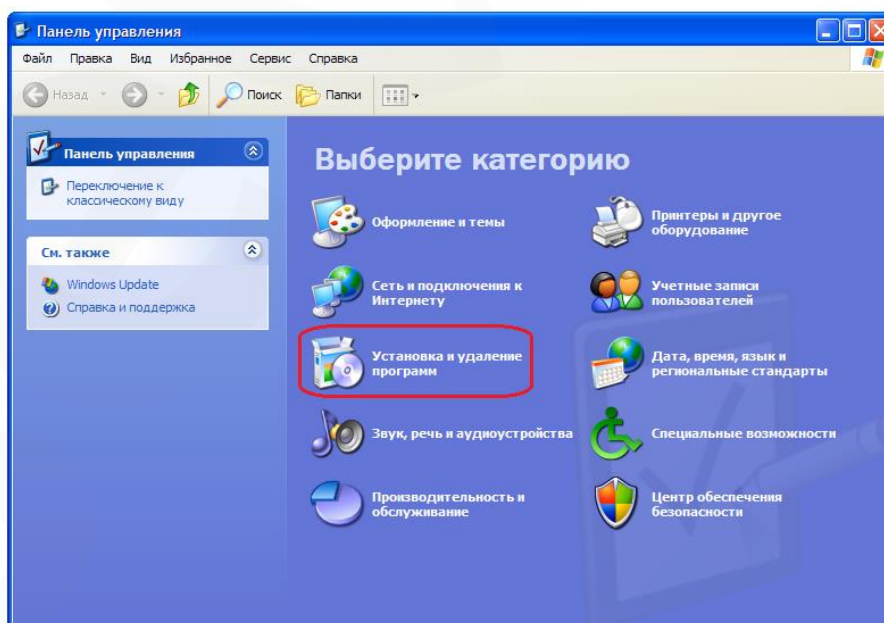 Панель управления
Файл Правка Вид Избранное Сервис Справка
Назад Поиск Папки
Панель управления
Переключение к
классическому виду
См. также
Windows Update
Справка и поддержка
Выберите категорию
Оформление и темы
Принтеры и другое
оборудование
Сеть и подключения к
Интернету
Учетные записи
пользователей
Установка и удаление
программ
Дата, время, язык и
региональные стандарты
Звук, речь и аудиоустройства
Специальные возможности
Производительность и
обслуживание
Центр обеспечения
безопасности